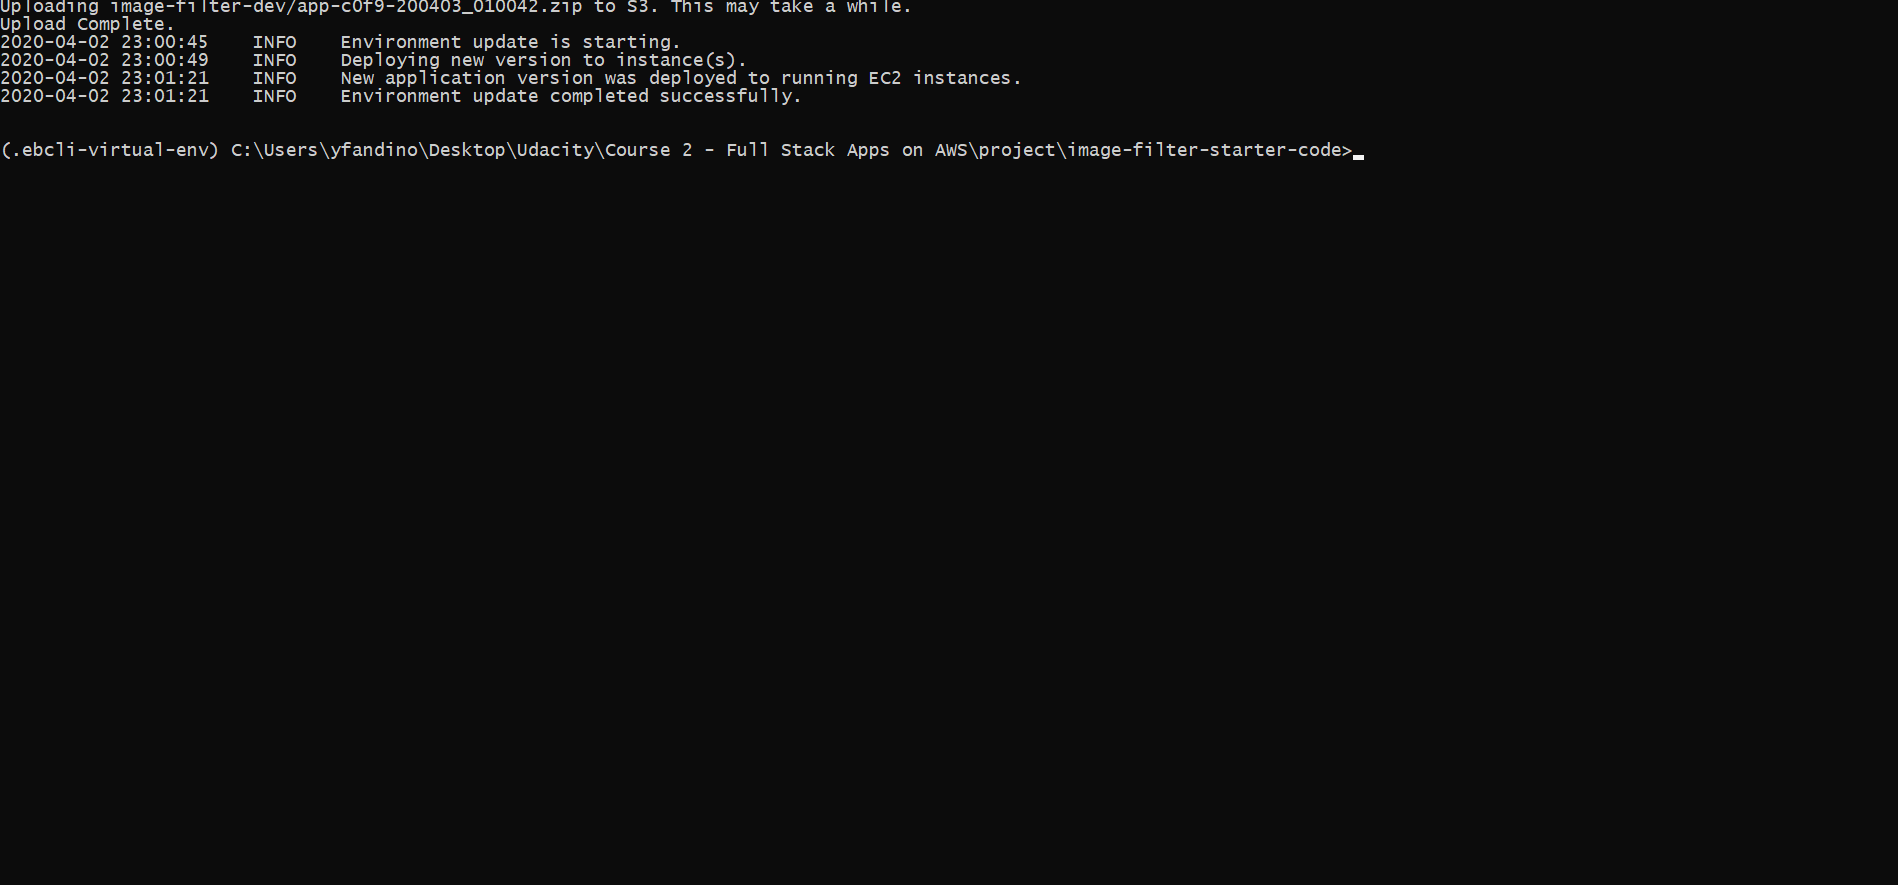 Uploading image-filter-dev/app-c0f9-200403_010042.zip to S3. This may take a while.
Upload Complete.
2020-04-02 23:00:45    INFO    Environment update is starting.
2020-04-02 23:00:49    INFO    Deploying new version to instance(s).
2020-04-02 23:01:21    INFO    New application version was deployed to running EC2 instances.
2020-04-02 23:01:21    INFO    Environment update completed successfully.
(.ebcli-virtual-env) C:\Users\yfandino\Desktop\Udacity\Course 2 - Full Stack Apps on AWS\project\image-filter-starter-code>